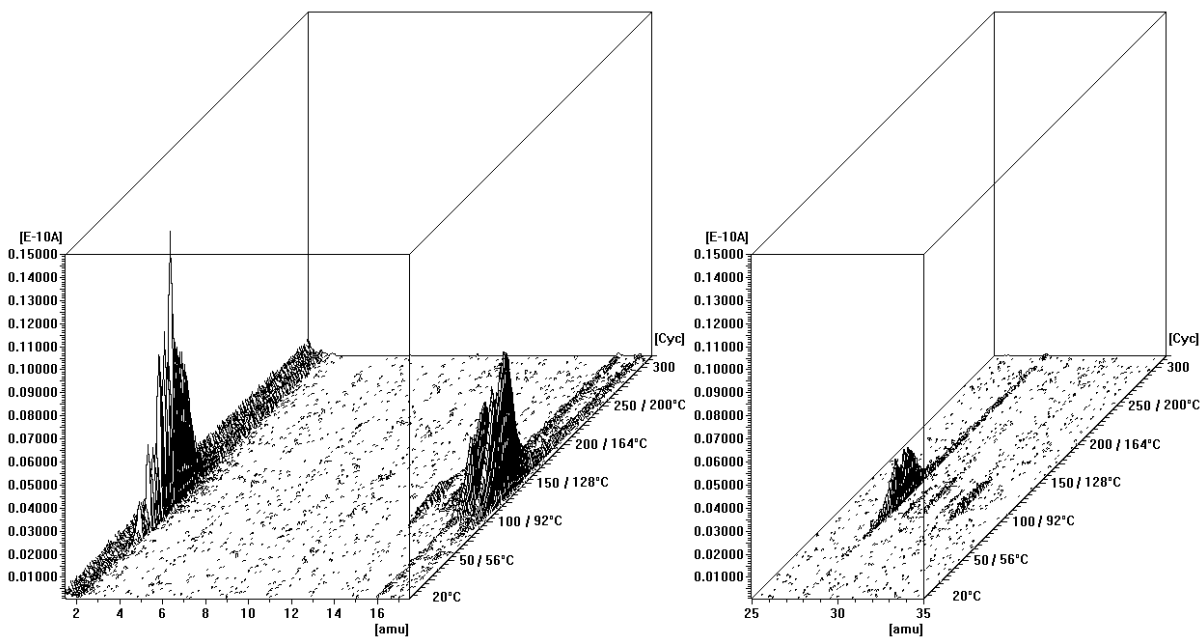 [E-10A]
0.15000
0.14000
0.13000
0.12000
0.11000
0.10000
0.09000
0.08000
0.07000
0.06000
0.05000
0.04000
0.03000
0.02000
0.01000
2 4 6 8 10 12 14 16
[amu]
[Cyc]
300
250 / 200°C
200 / 164°C
150 / 128°C
100 / 92°C
50 / 56°C
20°C
[E-10A]
0.15000
0.14000
0.13000
0.12000
0.11000
0.10000
0.09000
0.08000
0.07000
0.06000
0.05000
0.04000
0.03000
0.02000
0.01000
25 30 35
[amu]
[Cyc]
300
250 / 200°C
200 / 164°C
150 / 128°C
100 / 92°C
50 / 56°C
20°C